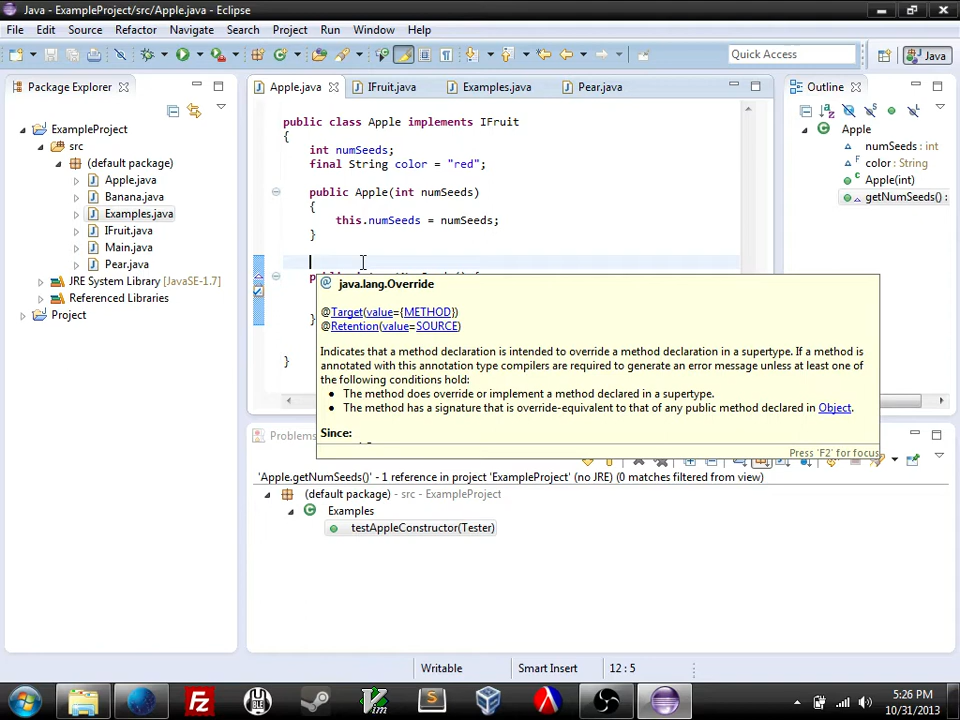 Java - ExampleProject/src/Apple.java - Eclipse
File Edit Source Refactor Navigate Search Project Run Window Help
Quick Access
Java
Package Explorer
Apple.java
IFruit.java
Examples.java
Pear.java
Outline
ExampleProject
src
(default package)
Apple.java
Banana.java
Examples.java
IFruit.java
Main.java
Pear.java
JRE System Library [JavaSE-1.7]
Referenced Libraries
Project
public class Apple implements IFruit
{
int numSeeds;
final String color = "red";
public Apple(int numSeeds)
{
this.numSeeds = numSeeds;
}
}
}
Apple
numSeeds : int
color : String
Apple(int)
getNumSeeds() :
@ java.lang.Override
@Target(value={METHOD})
@Retention(value=SOURCE)
Indicates that a method declaration is intended to override a method declaration in a supertype. If a method is
annotated with this annotation type compilers are required to generate an error message unless at least one of
the following conditions hold:
• The method does override or implement a method declared in a supertype.
• The method has a signature that is override-equivalent to that of any public method declared in Object.
Since:
Press 'F2' for focus
Problems
'Apple.getNumSeeds()' - 1 reference in project 'ExampleProject' (no JRE) (0 matches filtered from view)
(default package) - src - ExampleProject
Examples
testAppleConstructor(Tester)
Writable
Smart Insert
12 : 5
5:26 PM
10/31/2013